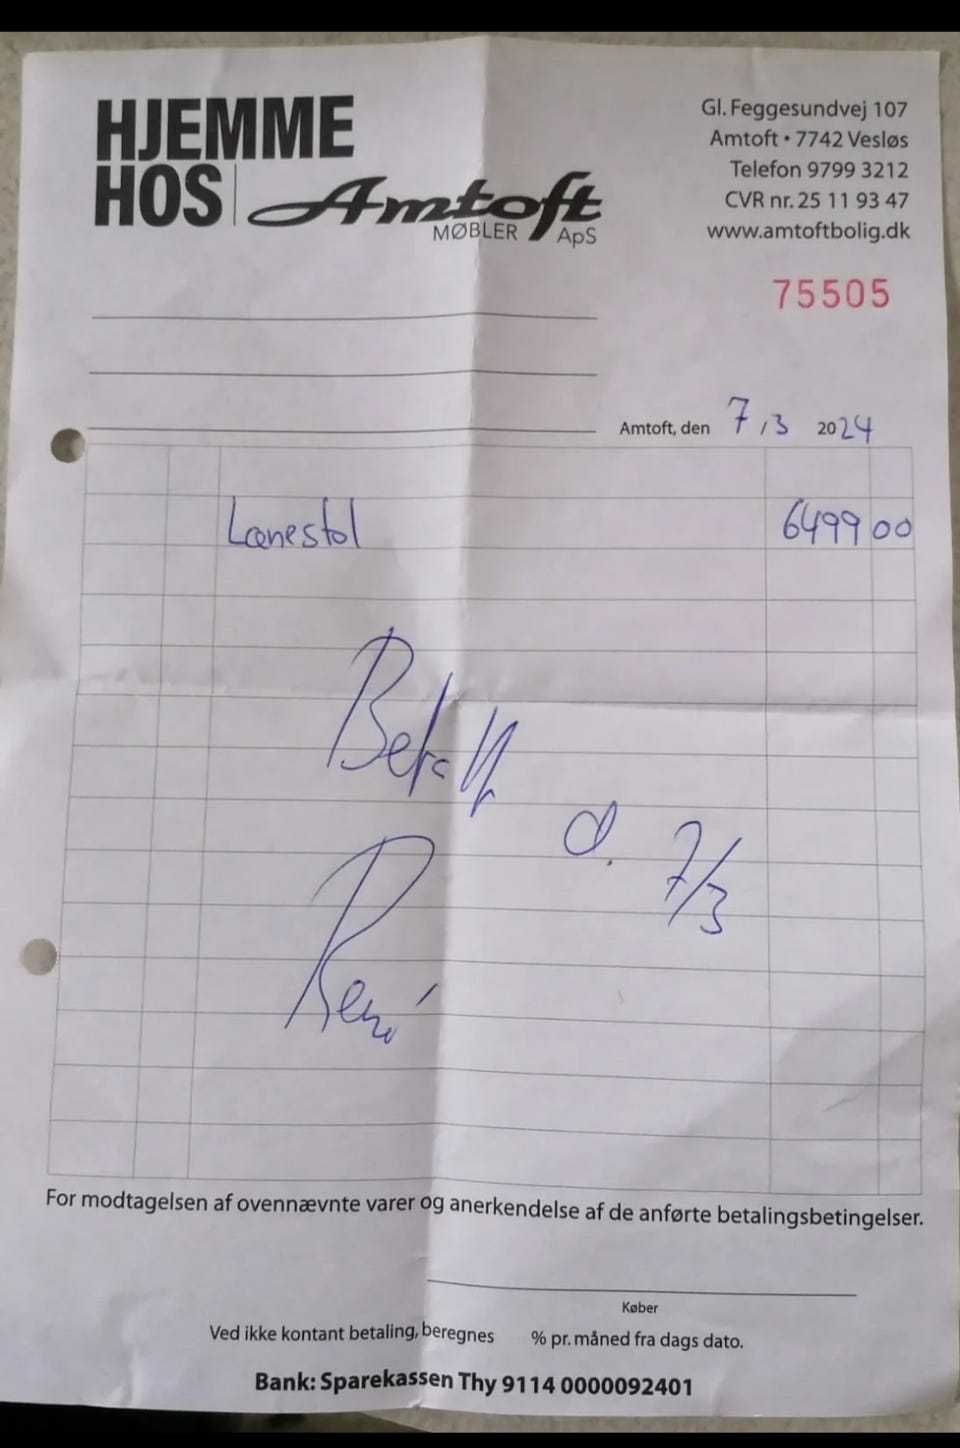 HJEMME
HOS Amtoft
MØBLER ApS
Gl. Feggesundvej 107
Amtoft • 7742 Vesløs
Telefon 9799 3212
CVR nr. 25 11 93 47
www.amtoftbolig.dk
75505
Amtoft, den 7/3 2024
Lænestol 6499 00
Betalt
d. 7/3
René
For modtagelsen af ovennævnte varer og anerkendelse af de anførte betalingsbetingelser.
Køber
Ved ikke kontant betaling, beregnes % pr. måned fra dags dato.
Bank: Sparekassen Thy 9114 0000092401